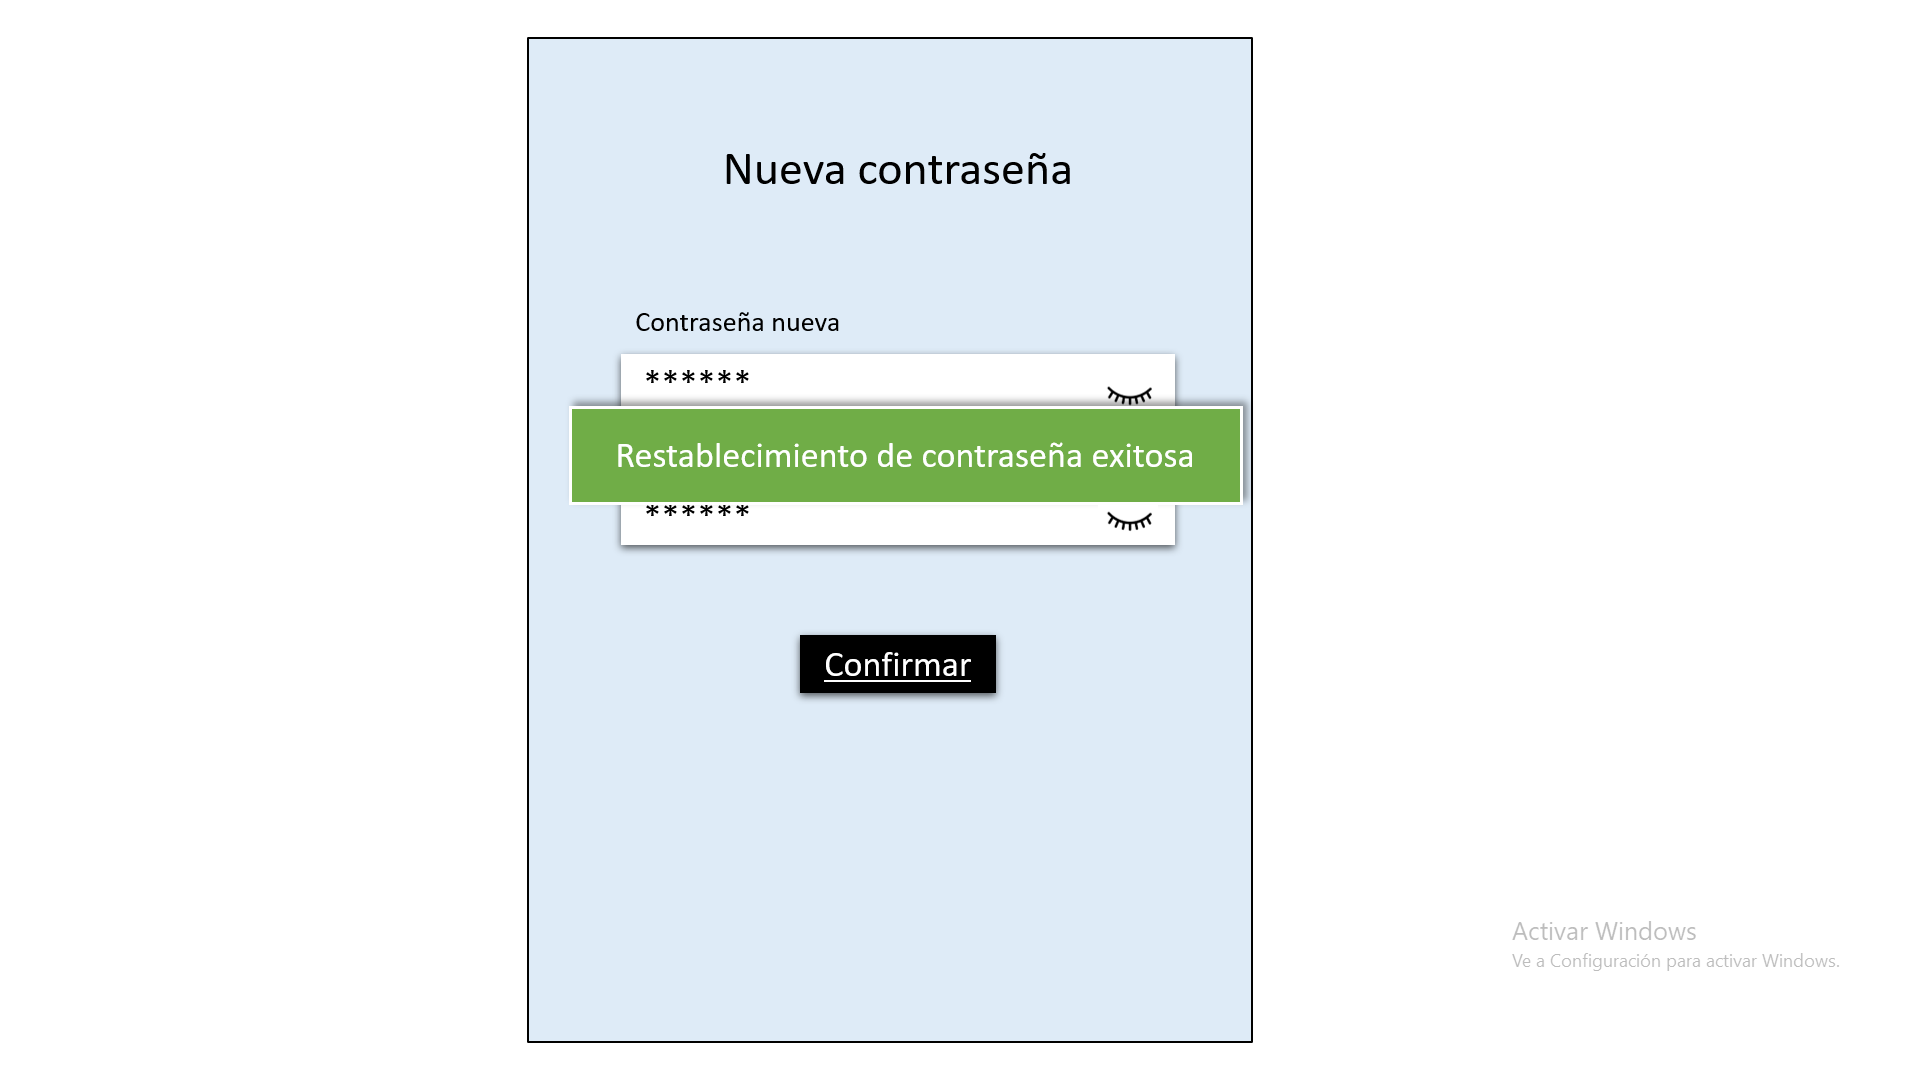 Nueva contraseña
Contraseña nueva
******
Restablecimiento de contraseña exitosa
******
Confirmar
Activar Windows
Ve a Configuración para activar Windows.